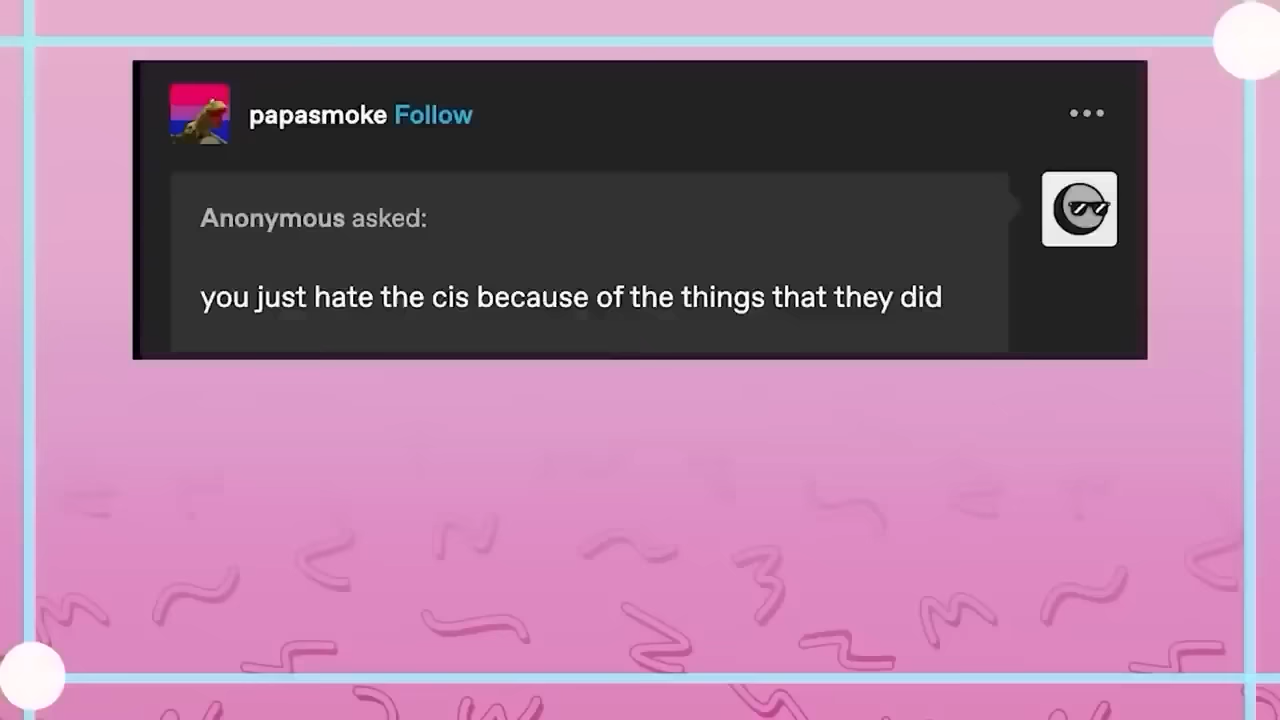 papasmoke Follow
Anonymous asked:
you just hate the cis because of the things that they did